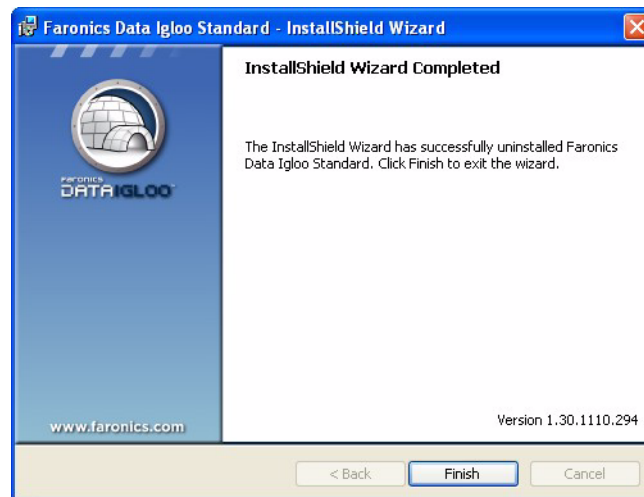 Faronics Data Igloo Standard - InstallShield Wizard
InstallShield Wizard Completed
The InstallShield Wizard has successfully uninstalled Faronics
Data Igloo Standard. Click Finish to exit the wizard.
FARONICS
DATAIGLOO
www.faronics.com
Version 1.30.1110.294
< Back
Finish
Cancel